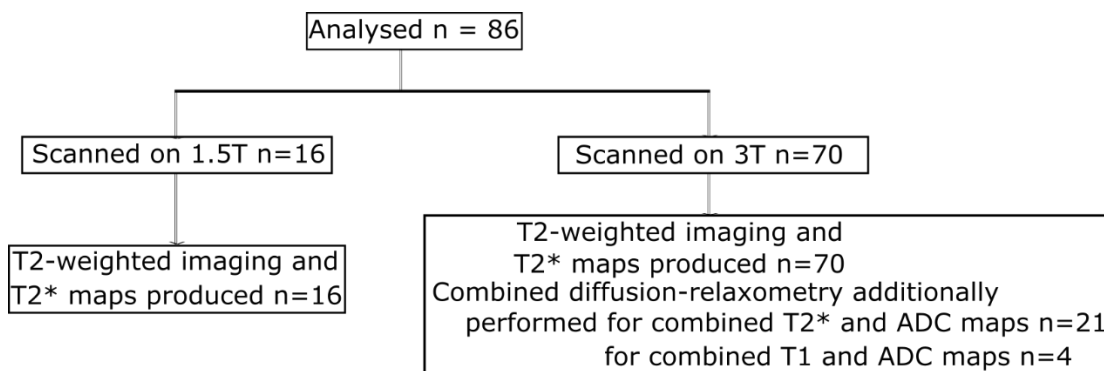 Analysed n = 86
Scanned on 1.5T n=16
Scanned on 3T n=70
T2-weighted imaging and
T2* maps produced n=16
T2-weighted imaging and
T2* maps produced n=70
Combined diffusion-relaxometry additionally
performed for combined T2* and ADC maps n=21
for combined T1 and ADC maps n=4